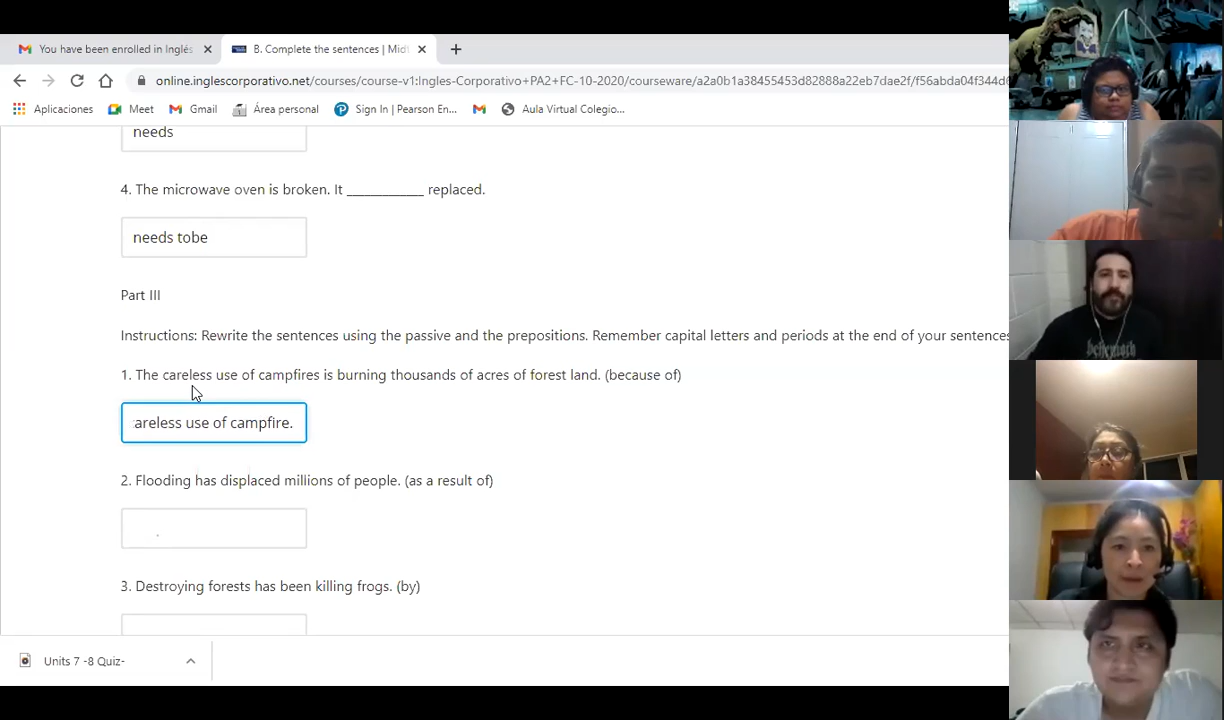 You have been enrolled in Inglés
B. Complete the sentences | Midt
online.inglescorporativo.net/courses/course-v1:Ingles-Corporativo+PA2+FC-10-2020/courseware/a2a0b1a38455453d82888a22eb7dae2f/f56abda04f344d0
Aplicaciones
Meet
Gmail
Área personal
Sign In | Pearson En...
Aula Virtual Colegio...
needs
4. The microwave oven is broken. It ____________ replaced.
needs tobe
Part III
Instructions: Rewrite the sentences using the passive and the prepositions. Remember capital letters and periods at the end of your sentences
1. The careless use of campfires is burning thousands of acres of forest land. (because of)
areless use of campfire.
2. Flooding has displaced millions of people. (as a result of)
.
3. Destroying forests has been killing frogs. (by)
Units 7 -8 Quiz-
behemoth